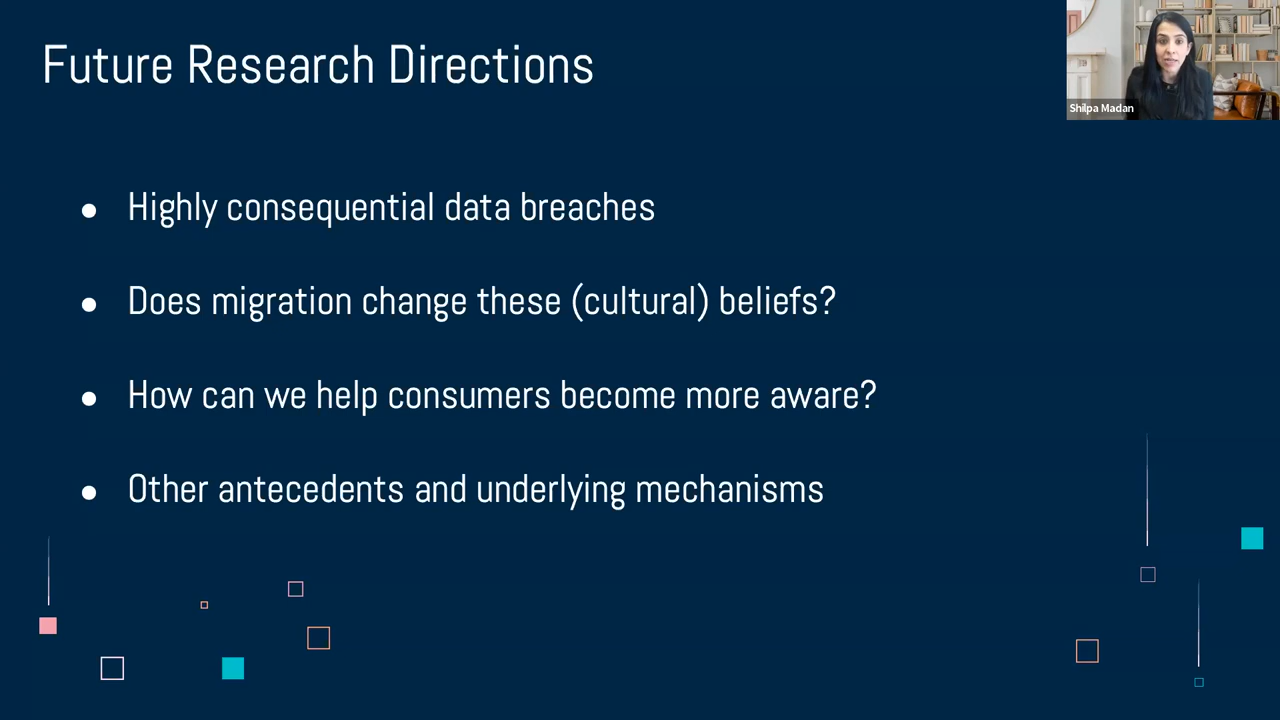 Future Research Directions
Shilpa Madan
● Highly consequential data breaches
● Does migration change these (cultural) beliefs?
● How can we help consumers become more aware?
● Other antecedents and underlying mechanisms